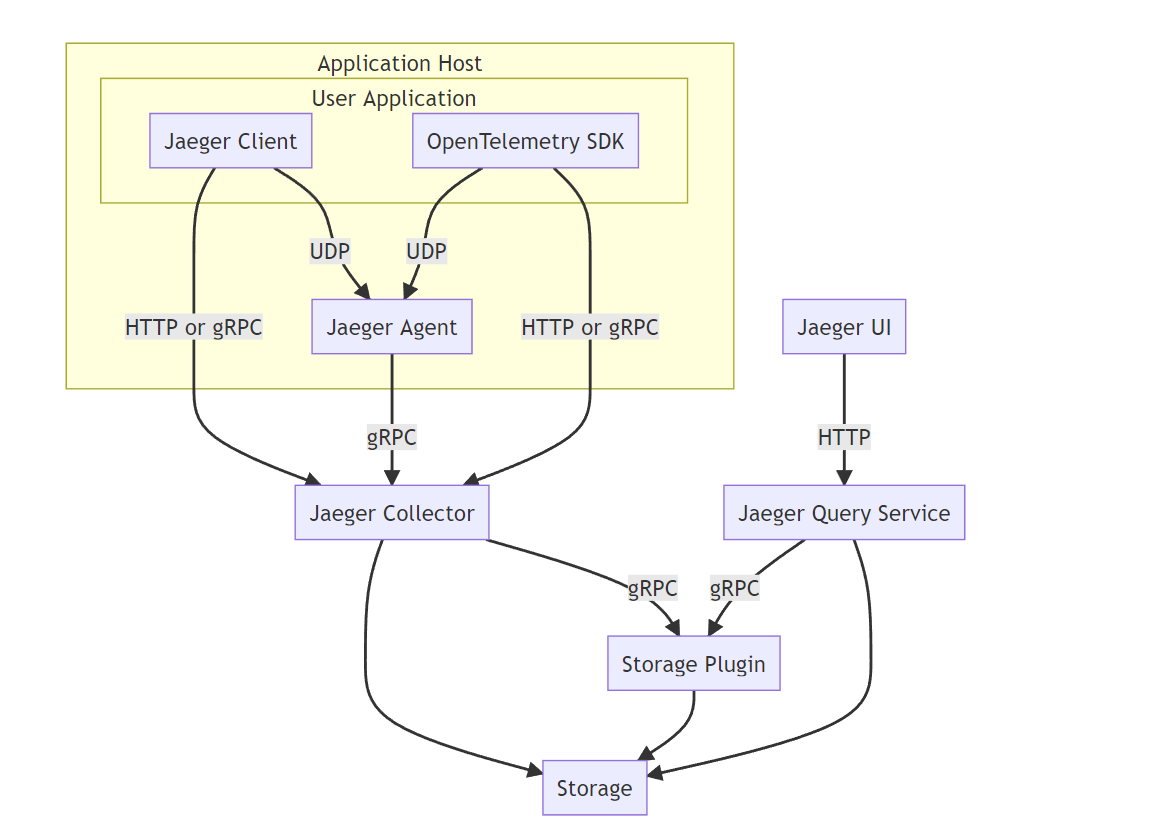 Application Host
User Application
Jaeger Client
OpenTelemetry SDK
UDP
UDP
HTTP or gRPC
Jaeger Agent
HTTP or gRPC
Jaeger UI
gRPC
HTTP
Jaeger Collector
Jaeger Query Service
gRPC
gRPC
Storage Plugin
Storage